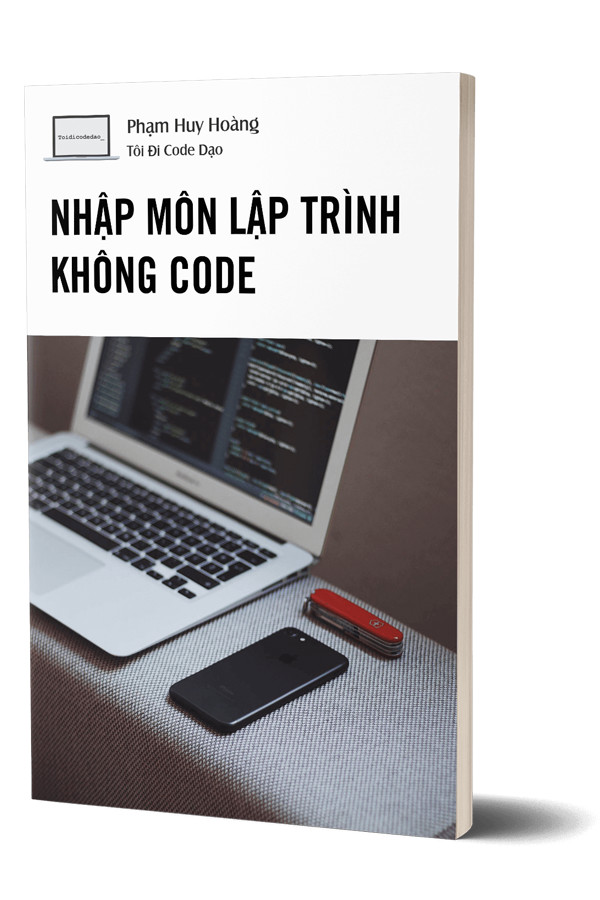 Toidicodedao_
Phạm Huy Hoàng
Tôi Đi Code Dạo
NHẬP MÔN LẬP TRÌNH
KHÔNG CODE